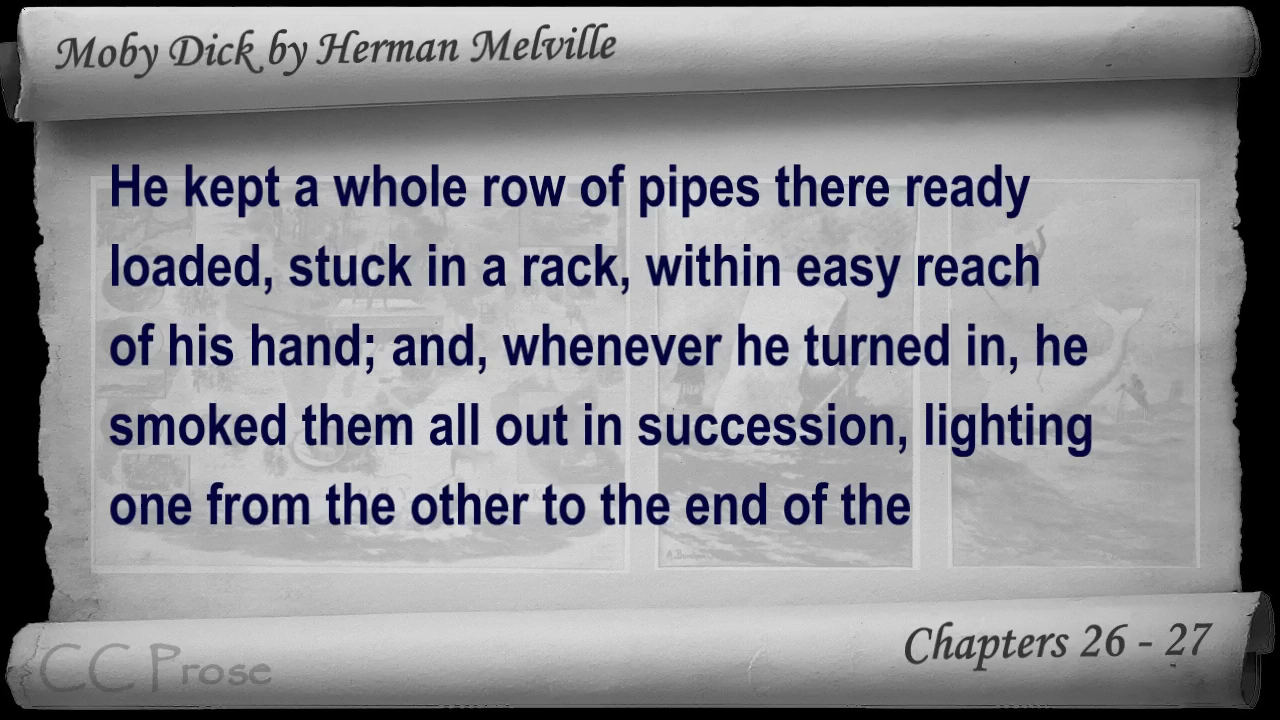 Moby Dick by Herman Melville
He kept a whole row of pipes there ready
loaded, stuck in a rack, within easy reach
of his hand; and, whenever he turned in, he
smoked them all out in succession, lighting
one from the other to the end of the
Chapters 26 - 27
CC Prose